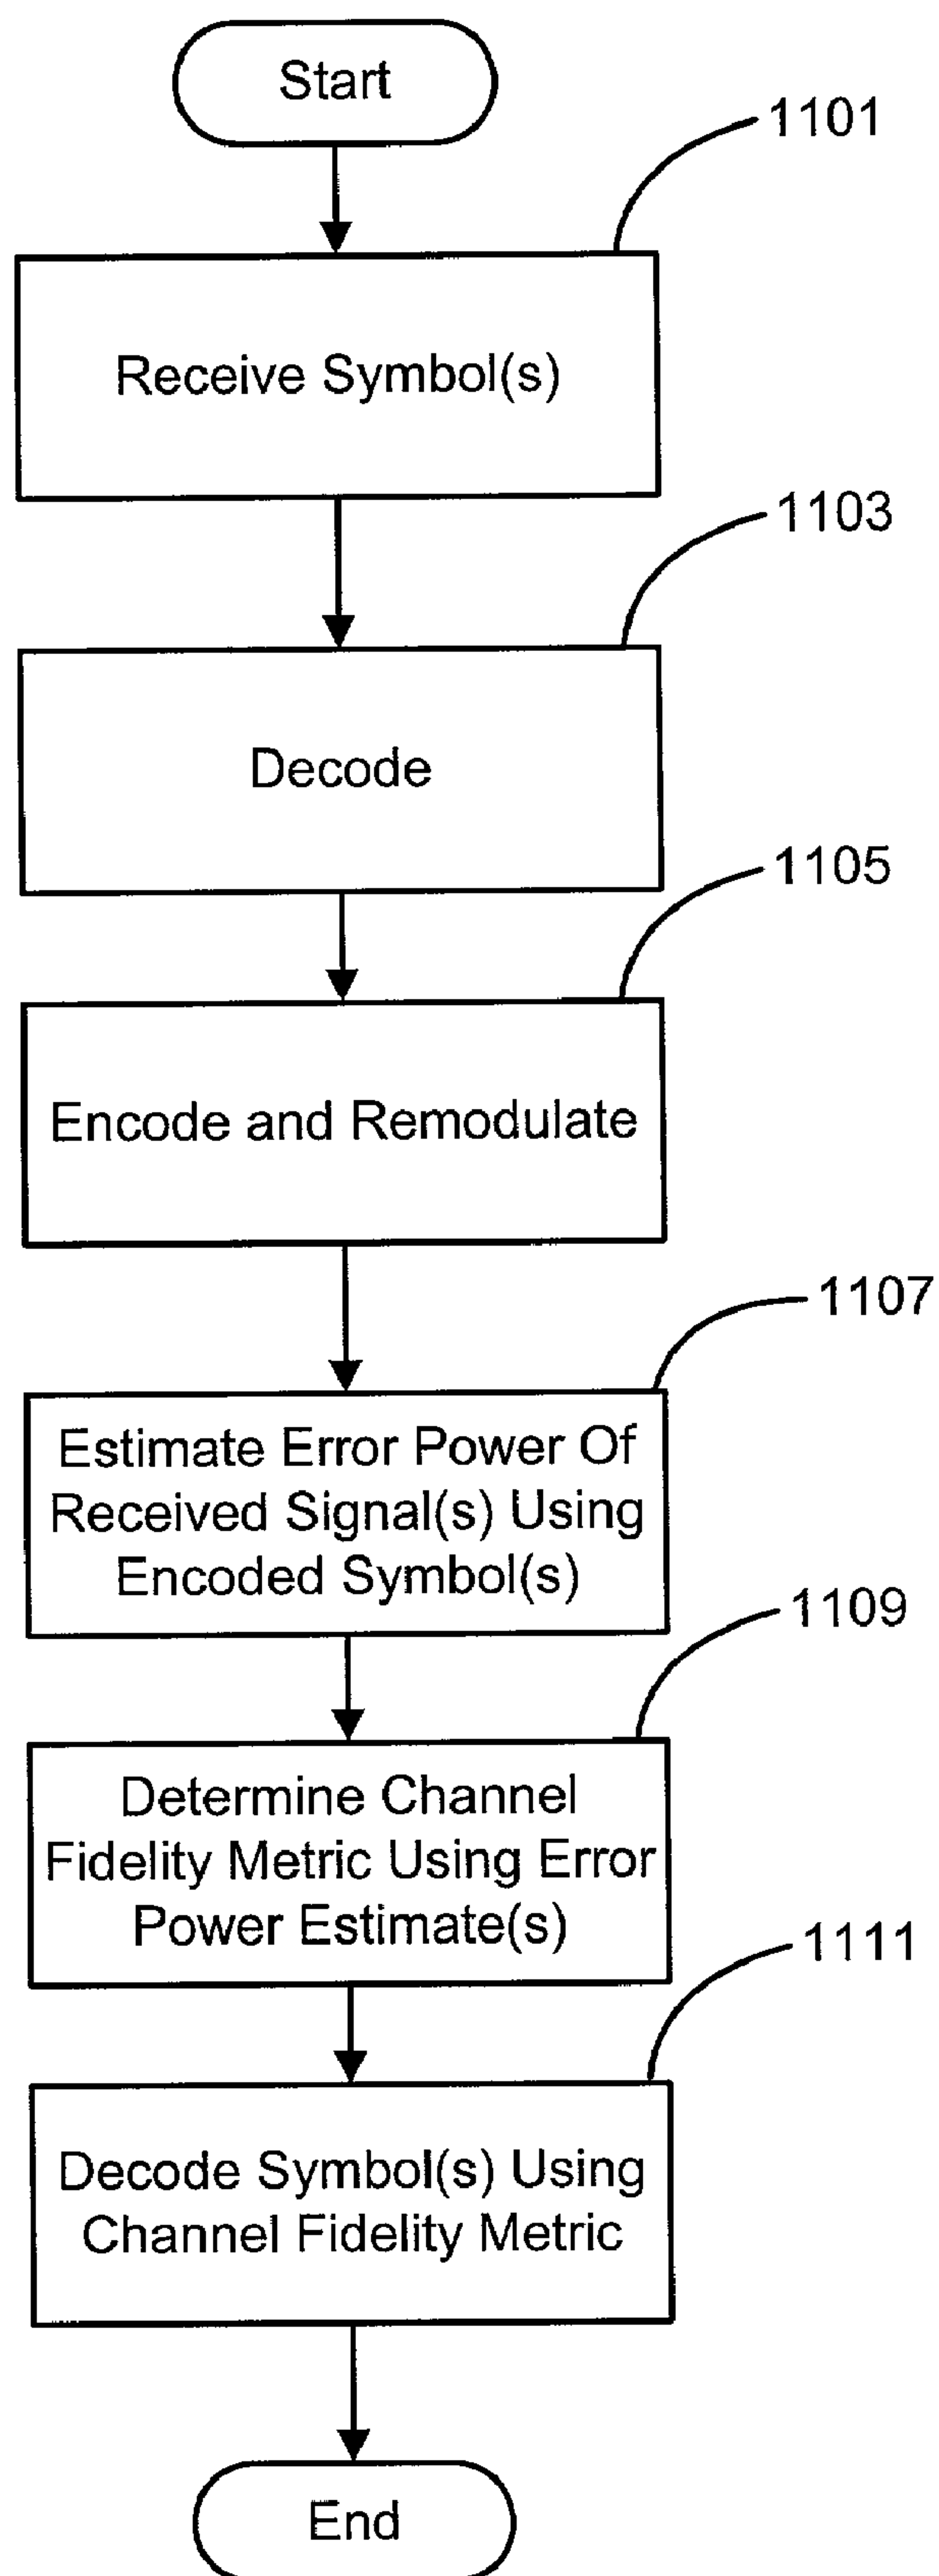 Start
1101
Receive Symbol(s)
1103
Decode
1105
Encode and Remodulate
1107
Estimate Error Power Of
Received Signal(s) Using
Encoded Symbol(s)
1109
Determine Channel
Fidelity Metric Using Error
Power Estimate(s)
1111
Decode Symbol(s) Using
Channel Fidelity Metric
End